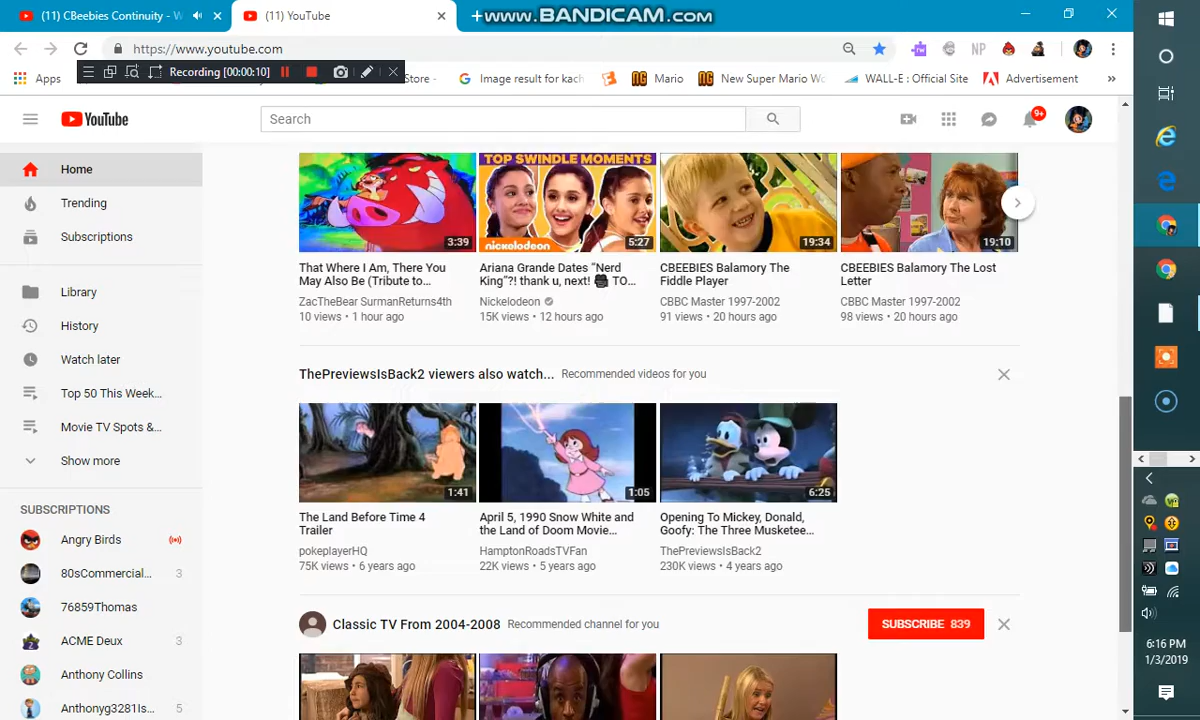 (11) CBeebies Continuity - W
(11) YouTube
www.BANDICAM.com
https://www.youtube.com
NP
Apps
Recording [00:00:10]
Store -
Image result for kach
Mario
New Super Mario Wo
WALL-E : Official Site
Advertisement
YouTube
Search
9+
Home
Trending
Subscriptions
Library
History
Watch later
Top 50 This Week...
Movie TV Spots &...
Show more
SUBSCRIPTIONS
Angry Birds
80sCommercial... 3
76859Thomas
ACME Deux 3
Anthony Collins
Anthonyg3281Is... 5
3:39
That Where I Am, There You
May Also Be (Tribute to...
ZacTheBear SurmanReturns4th
10 views • 1 hour ago
TOP SWINDLE MOMENTS
nickelodeon
5:27
Ariana Grande Dates “Nerd
King”?! thank u, next! TO...
Nickelodeon
15K views • 12 hours ago
19:34
CBEEBIES Balamory The
Fiddle Player
CBBC Master 1997-2002
91 views • 20 hours ago
19:10
CBEEBIES Balamory The Lost
Letter
CBBC Master 1997-2002
98 views • 20 hours ago
ThePreviewsIsBack2 viewers also watch... Recommended videos for you
1:41
The Land Before Time 4
Trailer
pokeplayerHQ
75K views • 6 years ago
1:05
April 5, 1990 Snow White and
the Land of Doom Movie...
HamptonRoadsTVFan
22K views • 5 years ago
6:25
Opening To Mickey, Donald,
Goofy: The Three Musketee...
ThePreviewsIsBack2
230K views • 4 years ago
Classic TV From 2004-2008 Recommended channel for you
SUBSCRIBE 839
6:16 PM
1/3/2019